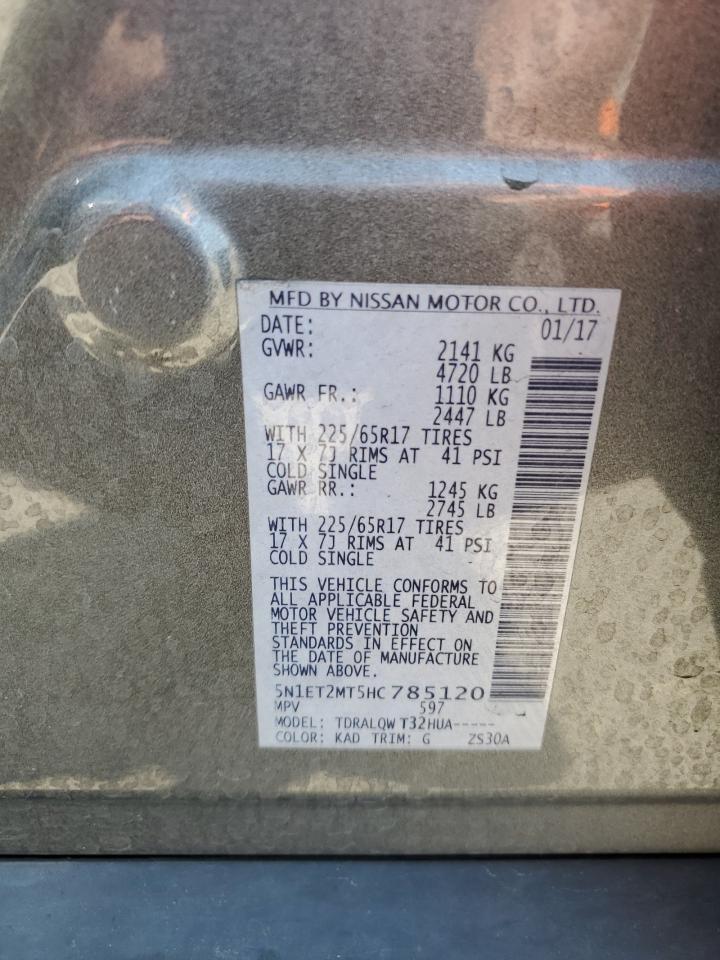 MFD BY NISSAN MOTOR CO., LTD.
DATE: 01/17
GVWR: 2141 KG
4720 LB
GAWR FR.: 1110 KG
2447 LB
WITH 225/65R17 TIRES
17 X 7J RIMS AT 41 PSI
COLD SINGLE
GAWR RR.: 1245 KG
2745 LB
WITH 225/65R17 TIRES
17 X 7J RIMS AT 41 PSI
COLD SINGLE
THIS VEHICLE CONFORMS TO
ALL APPLICABLE FEDERAL
MOTOR VEHICLE SAFETY AND
THEFT PREVENTION
STANDARDS IN EFFECT ON
THE DATE OF MANUFACTURE
SHOWN ABOVE.
5N1ET2MT5HC785120
MPV 597
MODEL: TDRALQWT32HUA-----
COLOR: KAD TRIM: G ZS30A